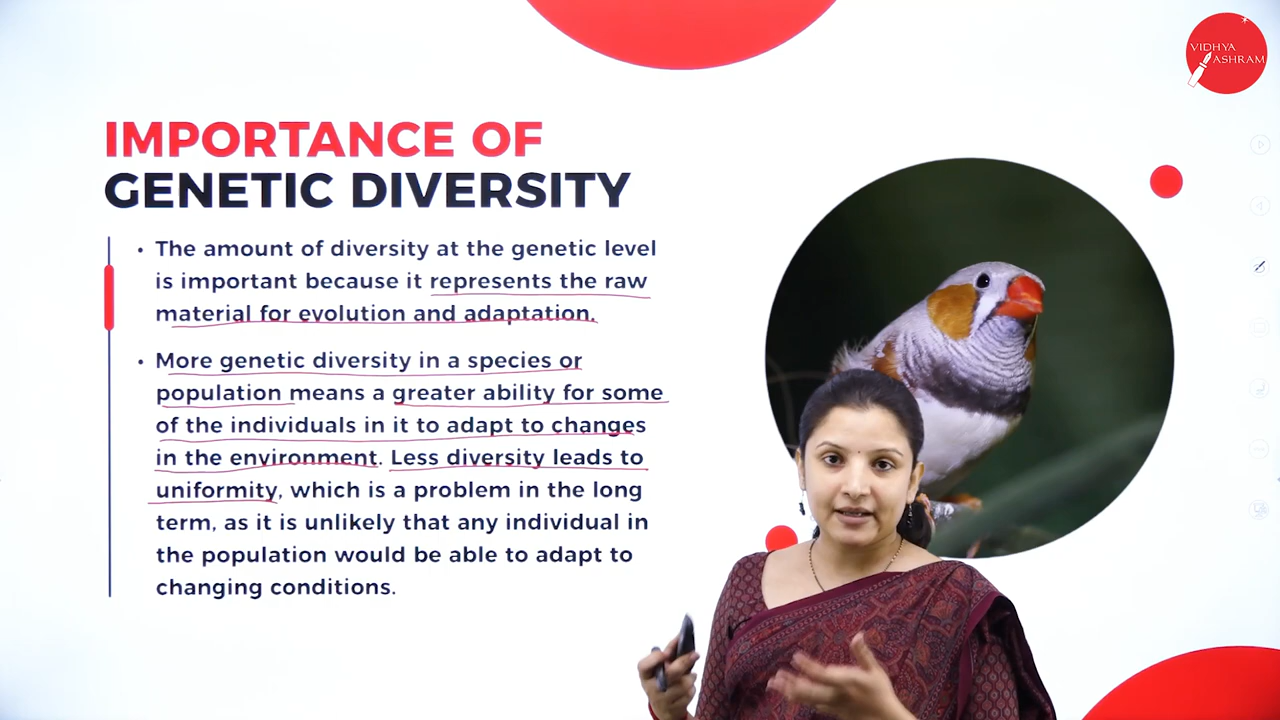 VIDHYA
ASHRAM
IMPORTANCE OF
GENETIC DIVERSITY
• The amount of diversity at the genetic level
is important because it represents the raw
material for evolution and adaptation.
• More genetic diversity in a species or
population means a greater ability for some
of the individuals in it to adapt to changes
in the environment. Less diversity leads to
uniformity, which is a problem in the long
term, as it is unlikely that any individual in
the population would be able to adapt to
changing conditions.